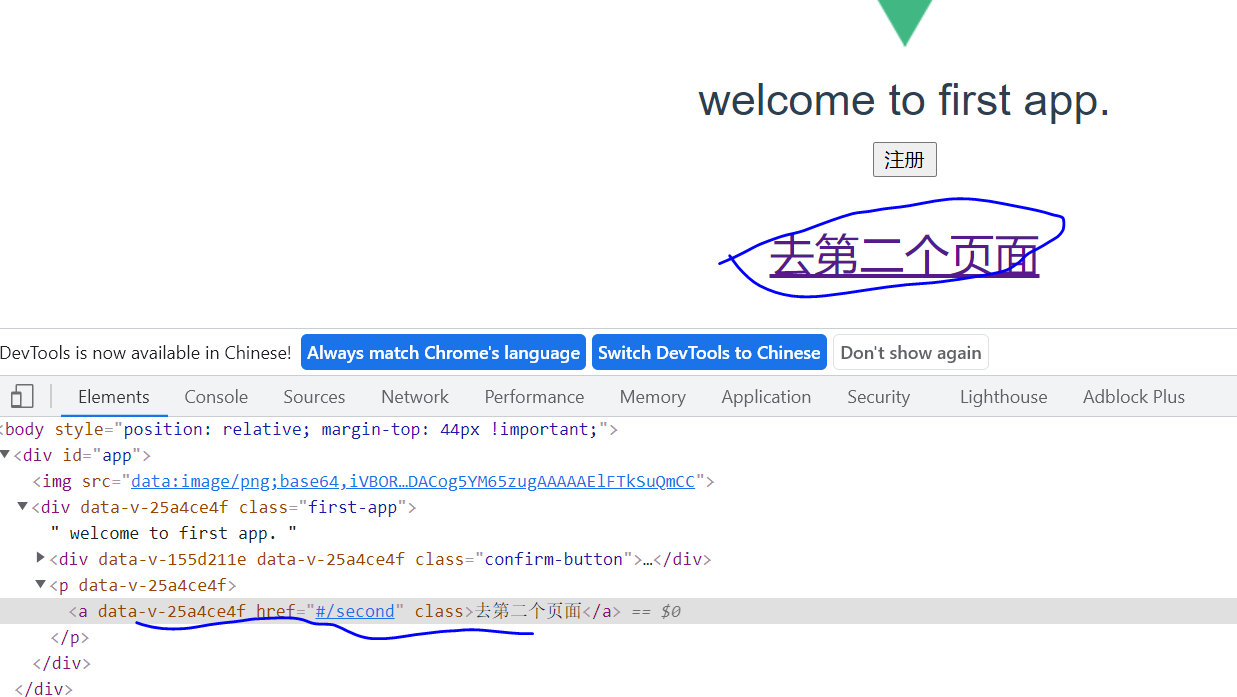 welcome to first app.
注册
去第二个页面
DevTools is now available in Chinese! Always match Chrome's language Switch DevTools to Chinese Don't show again
Elements Console Sources Network Performance Memory Application Security Lighthouse Adblock Plus
<body style="position: relative; margin-top: 44px !important;">
▼<div id="app">
<img src="data:image/png;base64,iVBOR…DACog5YM65zugAAAAAElFTkSuQmCC">
▼<div data-v-25a4ce4f class="first-app">
" welcome to first app. "
▶<div data-v-155d211e data-v-25a4ce4f class="confirm-button">…</div>
▼<p data-v-25a4ce4f>
<a data-v-25a4ce4f href="#/second" class>去第二个页面</a> == $0
</p>
</div>
</div>